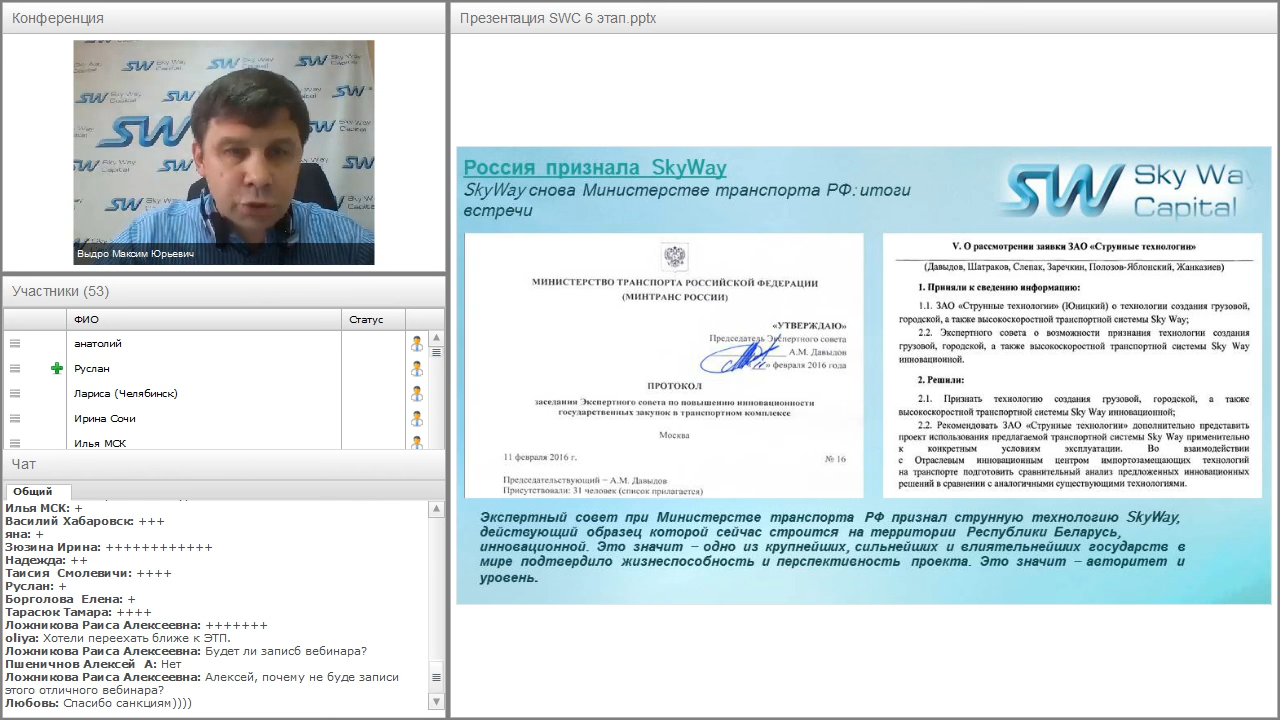 Конференция
SW Sky Way Capital
Выдро Максим Юрьевич
Участники (53)
ФИО
Статус
анатолий
Руслан
Лариса (Челябинск)
Ирина Сочи
Илья МСК
Чат
Общий
Илья МСК: +
Василий Хабаровск: +++
яна: +
Зюзина Ирина: ++++++++++++
Надежда: ++
Таисия Смолевичи: ++++
Руслан: +
Борголова Елена: +
Тарасюк Тамара: ++++
Ложникова Раиса Алексеевна: +++++++
oliya: Хотели переехать ближе к ЭТП.
Ложникова Раиса Алексеевна: Будет ли записб вебинара?
Пшеничнов Алексей А: Нет
Ложникова Раиса Алексеевна: Алексей, почему не буде записи
этого отличного вебинара?
Любовь: Спасибо санкциям))))
Презентация SWC 6 этап.pptx
Россия признала SkyWay
SkyWay снова Министерстве транспорта РФ: итоги
встречи
SW Sky Way
Capital
МИНИСТЕРСТВО ТРАНСПОРТА РОССИЙСКОЙ ФЕДЕРАЦИИ
(МИНТРАНС РОССИИ)
«УТВЕРЖДАЮ»
Председатель Экспертного совета
А.М. Давыдов
февраля 2016 года
ПРОТОКОЛ
заседания Экспертного совета по повышению инновационности
государственных закупок в транспортном комплексе
Москва
11 февраля 2016 г.
№ 16
Председательствующий – А.М. Давыдов
Присутствовали: 31 человек (список прилагается)
V. О рассмотрении заявки ЗАО «Струнные технологии»
(Давыдов, Шатраков, Слепак, Заречкин, Полозов-Яблонский, Жанказиев)
1. Приняли к сведению информацию:
1.1. ЗАО «Струнные технологии» (Юницкий) о технологии создания грузовой,
городской, а также высокоскоростной транспортной системы Sky Way;
2.2. Экспертного совета о возможности признания технологии создания
грузовой, городской, а также высокоскоростной транспортной системы Sky Way
инновационной.
2. Решили:
2.1. Признать технологию создания грузовой, городской, а также
высокоскоростной транспортной системы Sky Way инновационной;
2.2. Рекомендовать ЗАО «Струнные технологии» дополнительно представить
проект использования предлагаемой транспортной системы Sky Way применительно
к конкретным условиям эксплуатации. Во взаимодействии
с Отраслевым инновационным центром импортозамещающих технологий
на транспорте подготовить сравнительный анализ предложенных инновационных
решений в сравнении с аналогичными существующими технологиями.
Экспертный совет при Министерстве транспорта РФ признал струнную технологию SkyWay,
действующий образец которой сейчас строится на территории Республики Беларусь,
инновационной. Это значит – одно из крупнейших, сильнейших и влиятельнейших государств в
мире подтвердило жизнеспособность и перспективность проекта. Это значит – авторитет и
уровень.